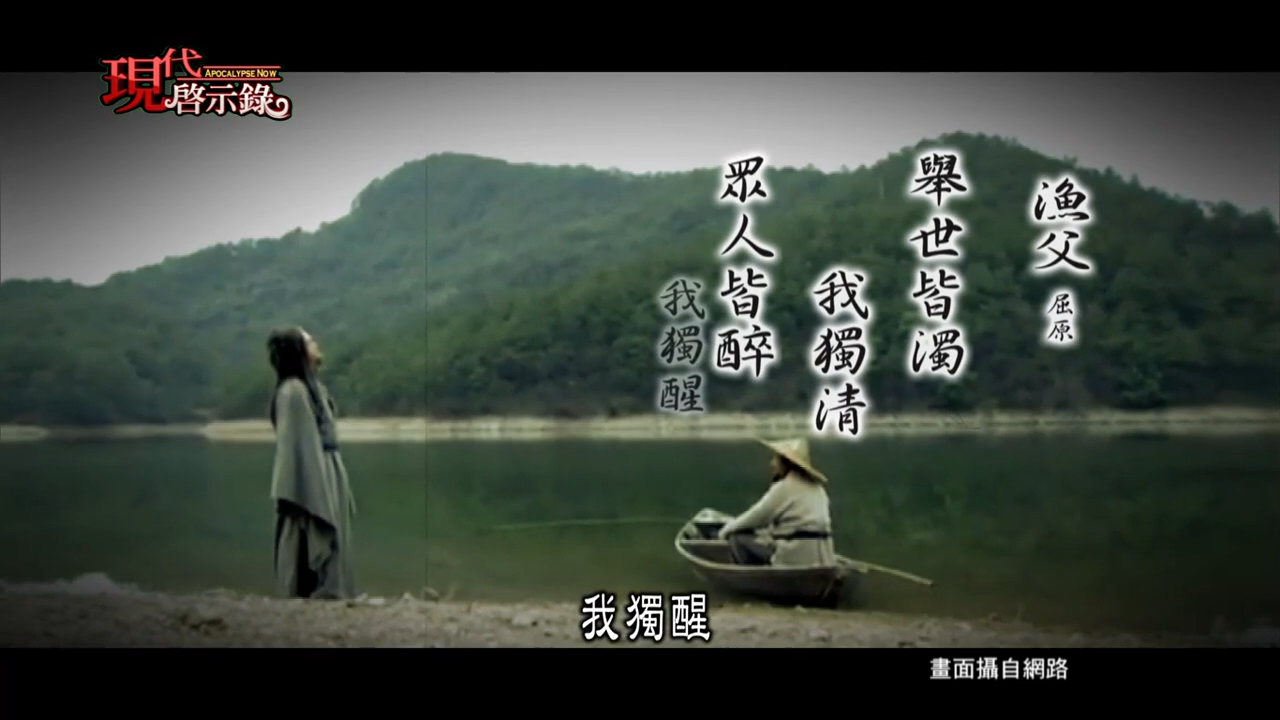 現代
APOCALYPSE NOW
啓示錄
漁父 屈原
舉世皆濁
我獨清
眾人皆醉
我獨醒
我獨醒
畫面攝自網路